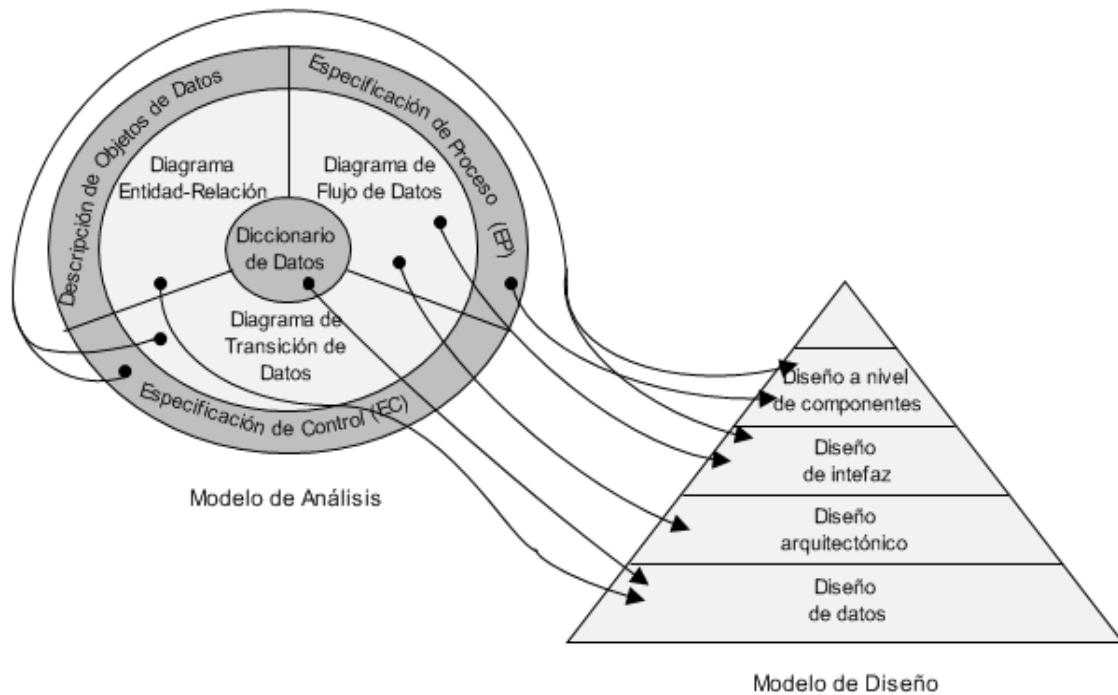 Descripción de Objetos de Datos
Especificación de Proceso (EP)
Diagrama
Entidad-Relación
Diagrama de
Flujo de Datos
Diccionario
de Datos
Diagrama de
Transición de
Datos
Especificación de Control (EC)
Modelo de Análisis
Diseño a nivel
de componentes
Diseño
de intefaz
Diseño
arquitectónico
Diseño
de datos
Modelo de Diseño